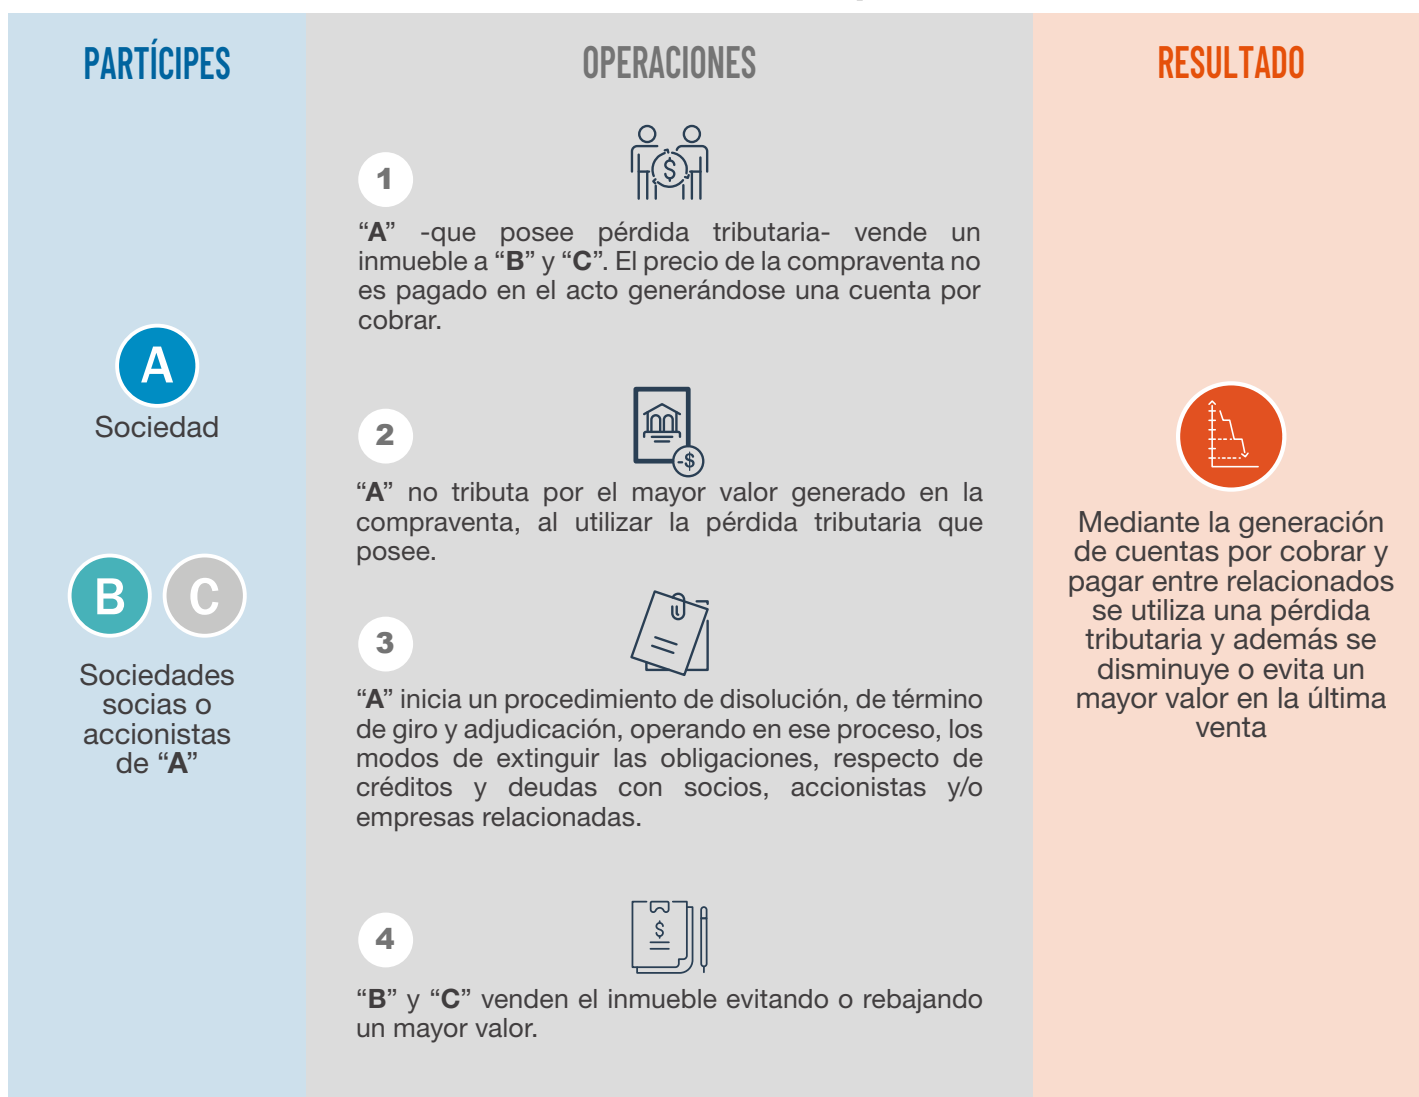 PARTÍCIPES
A
Sociedad
B C
Sociedades
socias o
accionistas
de “A”
OPERACIONES
1
$
“A” -que posee pérdida tributaria- vende un
inmueble a “B” y “C”. El precio de la compraventa no
es pagado en el acto generándose una cuenta por
cobrar.
2
-$
“A” no tributa por el mayor valor generado en la
compraventa, al utilizar la pérdida tributaria que
posee.
3
“A” inicia un procedimiento de disolución, de término
de giro y adjudicación, operando en ese proceso, los
modos de extinguir las obligaciones, respecto de
créditos y deudas con socios, accionistas y/o
empresas relacionadas.
4
$
“B” y “C” venden el inmueble evitando o rebajando
un mayor valor.
RESULTADO
Mediante la generación
de cuentas por cobrar y
pagar entre relacionados
se utiliza una pérdida
tributaria y además se
disminuye o evita un
mayor valor en la última
venta